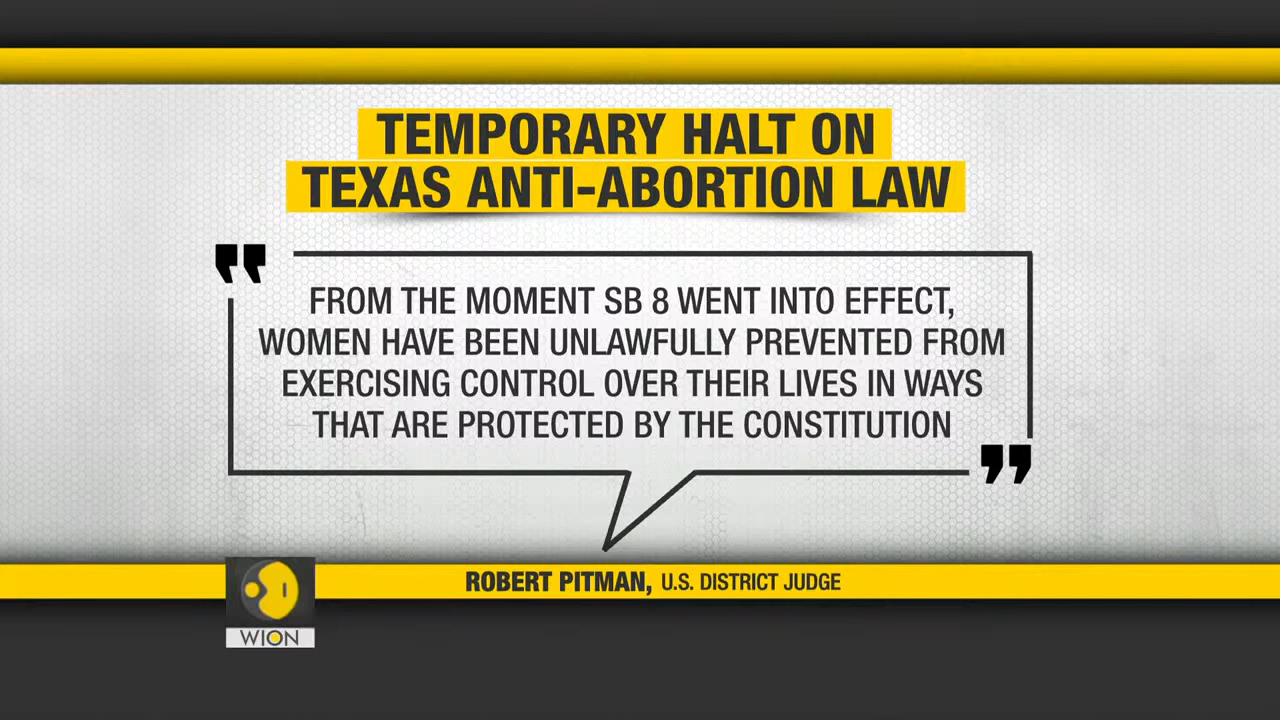 TEMPORARY HALT ON
TEXAS ANTI-ABORTION LAW
"
FROM THE MOMENT SB 8 WENT INTO EFFECT,
WOMEN HAVE BEEN UNLAWFULLY PREVENTED FROM
EXERCISING CONTROL OVER THEIR LIVES IN WAYS
THAT ARE PROTECTED BY THE CONSTITUTION
"
ROBERT PITMAN, U.S. DISTRICT JUDGE
WION